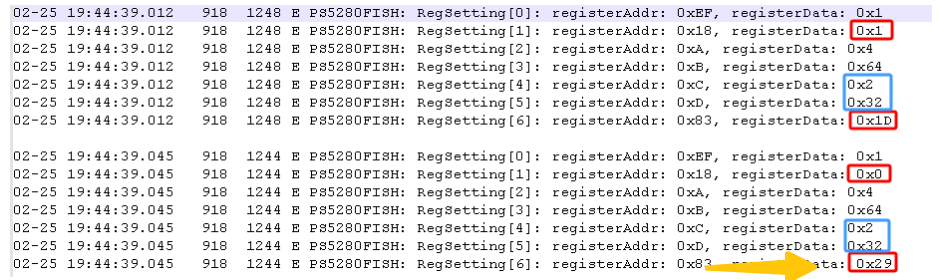 02-25 19:44:39.012 918 1248 E PS5280FISH: RegSetting[0]: registerAddr: 0xEF, registerData: 0x1
02-25 19:44:39.012 918 1248 E PS5280FISH: RegSetting[1]: registerAddr: 0x18, registerData: 0x1
02-25 19:44:39.012 918 1248 E PS5280FISH: RegSetting[2]: registerAddr: 0xA, registerData: 0x4
02-25 19:44:39.012 918 1248 E PS5280FISH: RegSetting[3]: registerAddr: 0xB, registerData: 0x64
02-25 19:44:39.012 918 1248 E PS5280FISH: RegSetting[4]: registerAddr: 0xC, registerData: 0x2
02-25 19:44:39.012 918 1248 E PS5280FISH: RegSetting[5]: registerAddr: 0xD, registerData: 0x32
02-25 19:44:39.012 918 1248 E PS5280FISH: RegSetting[6]: registerAddr: 0x83, registerData: 0x1D
02-25 19:44:39.045 918 1244 E PS5280FISH: RegSetting[0]: registerAddr: 0xEF, registerData: 0x1
02-25 19:44:39.045 918 1244 E PS5280FISH: RegSetting[1]: registerAddr: 0x18, registerData: 0x0
02-25 19:44:39.045 918 1244 E PS5280FISH: RegSetting[2]: registerAddr: 0xA, registerData: 0x4
02-25 19:44:39.045 918 1244 E PS5280FISH: RegSetting[3]: registerAddr: 0xB, registerData: 0x64
02-25 19:44:39.045 918 1244 E PS5280FISH: RegSetting[4]: registerAddr: 0xC, registerData: 0x2
02-25 19:44:39.045 918 1244 E PS5280FISH: RegSetting[5]: registerAddr: 0xD, registerData: 0x32
02-25 19:44:39.045 918 1244 E PS5280FISH: RegSetting[6]: registerAddr: 0x83, registerData: 0x29